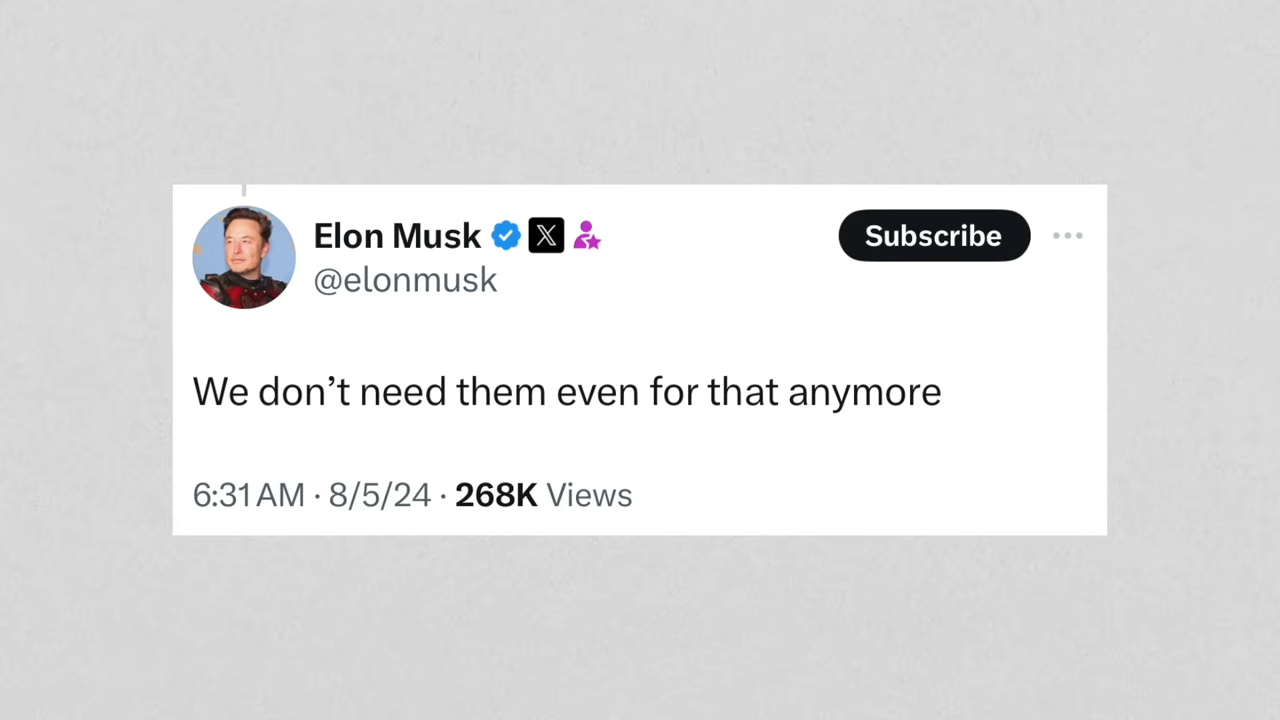 Elon Musk
Subscribe
@elonmusk
We don’t need them even for that anymore
6:31 AM · 8/5/24 · 268K Views